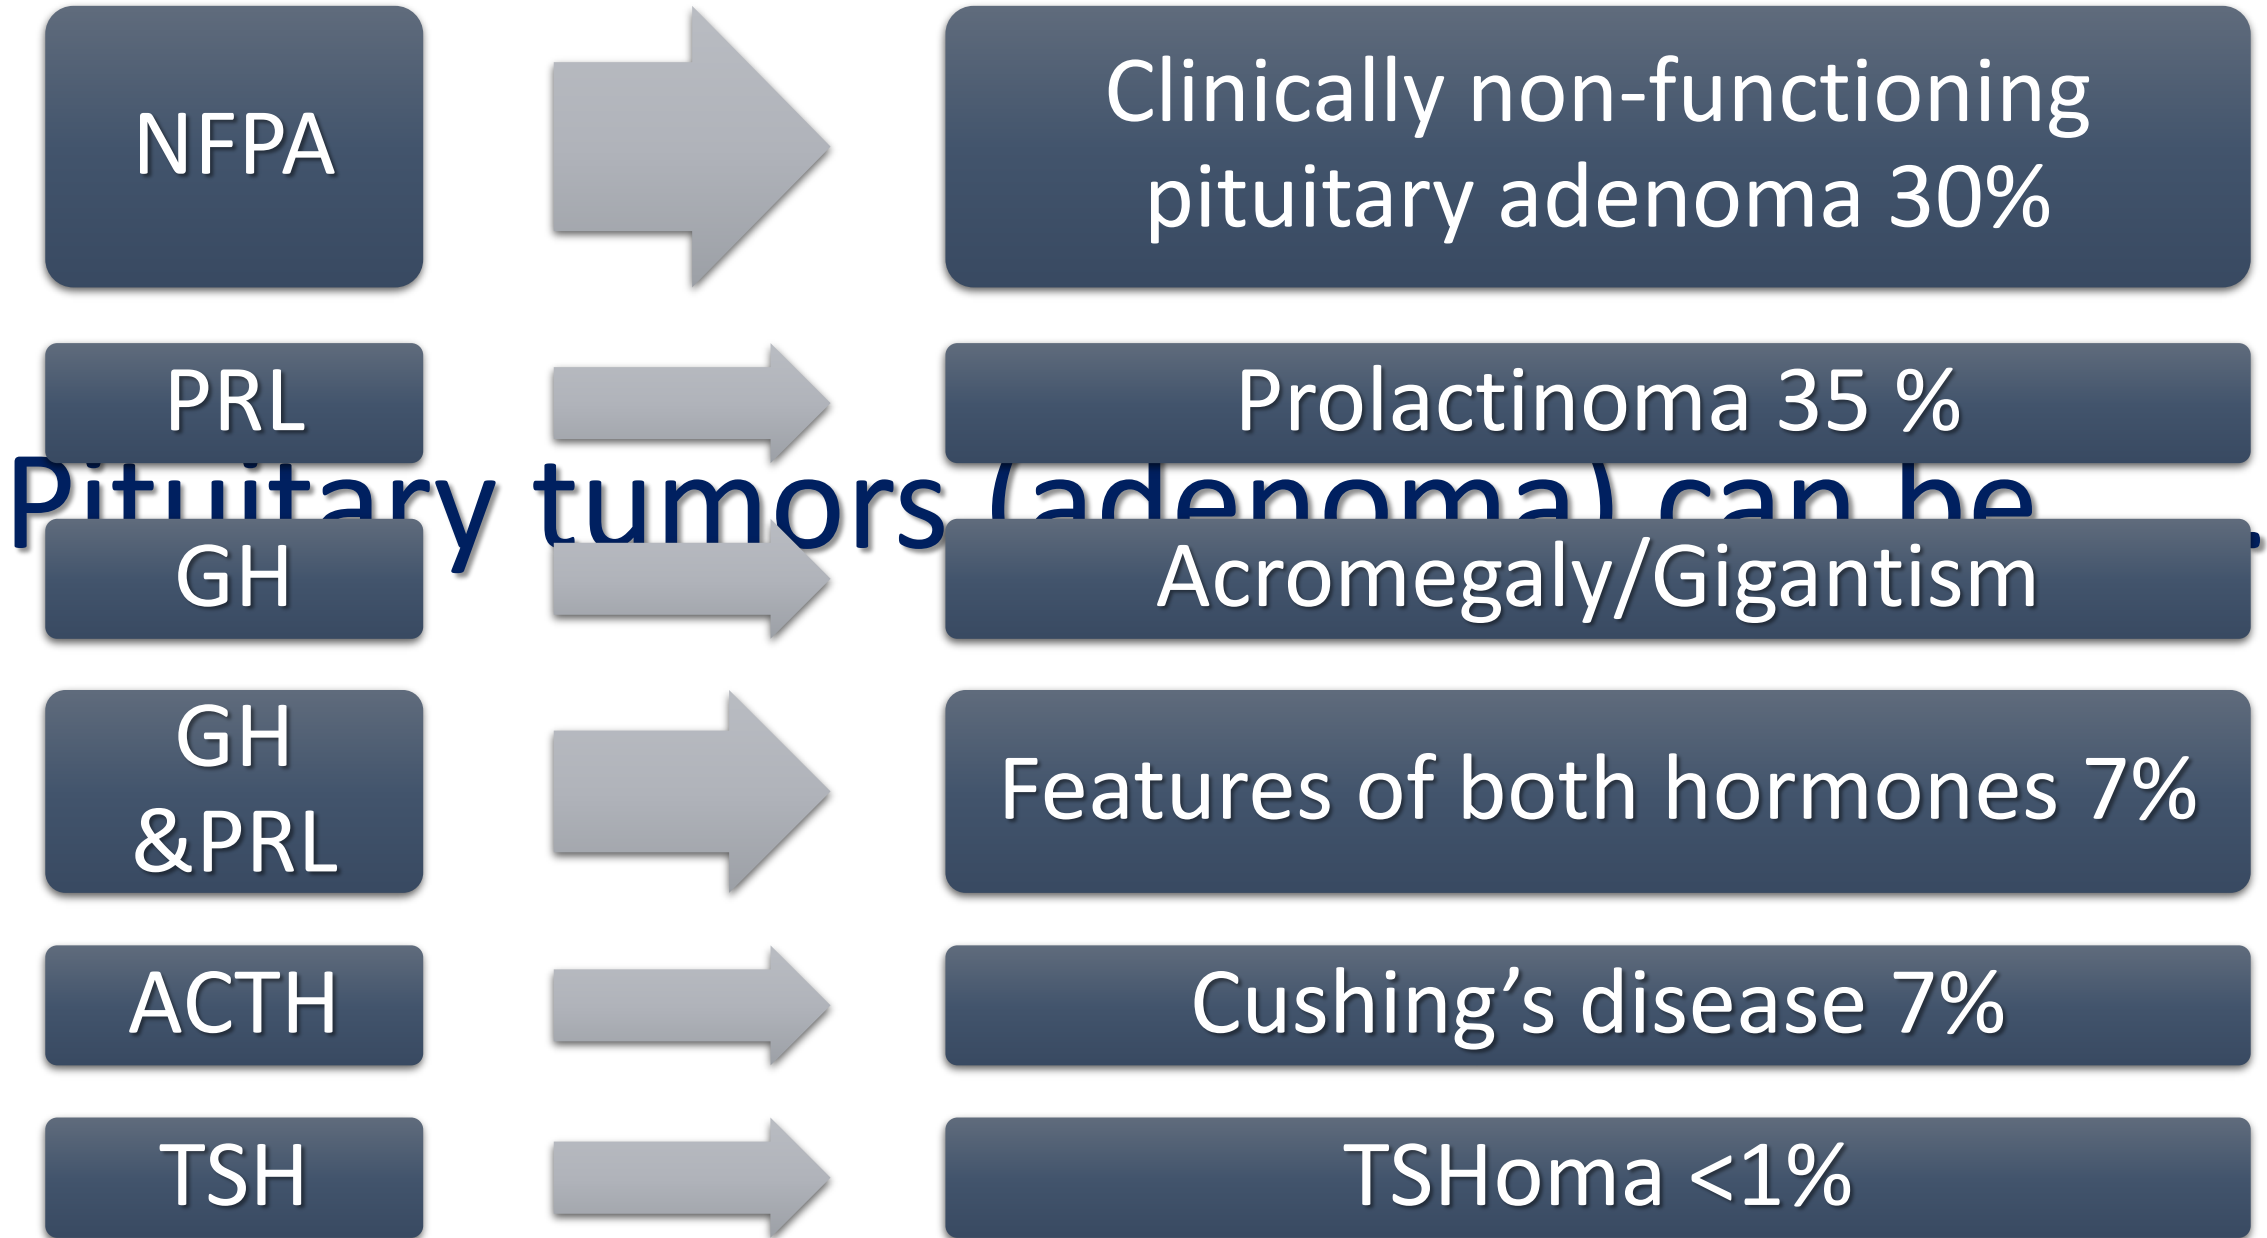 NFPA
Clinically non-functioning
pituitary adenoma 30%
PRL
Prolactinoma 35 %
Pituitary tumors (adenoma) can be
GH
Acromegaly/Gigantism
GH
&PRL
Features of both hormones 7%
ACTH
Cushing’s disease 7%
TSH
TSHoma <1%